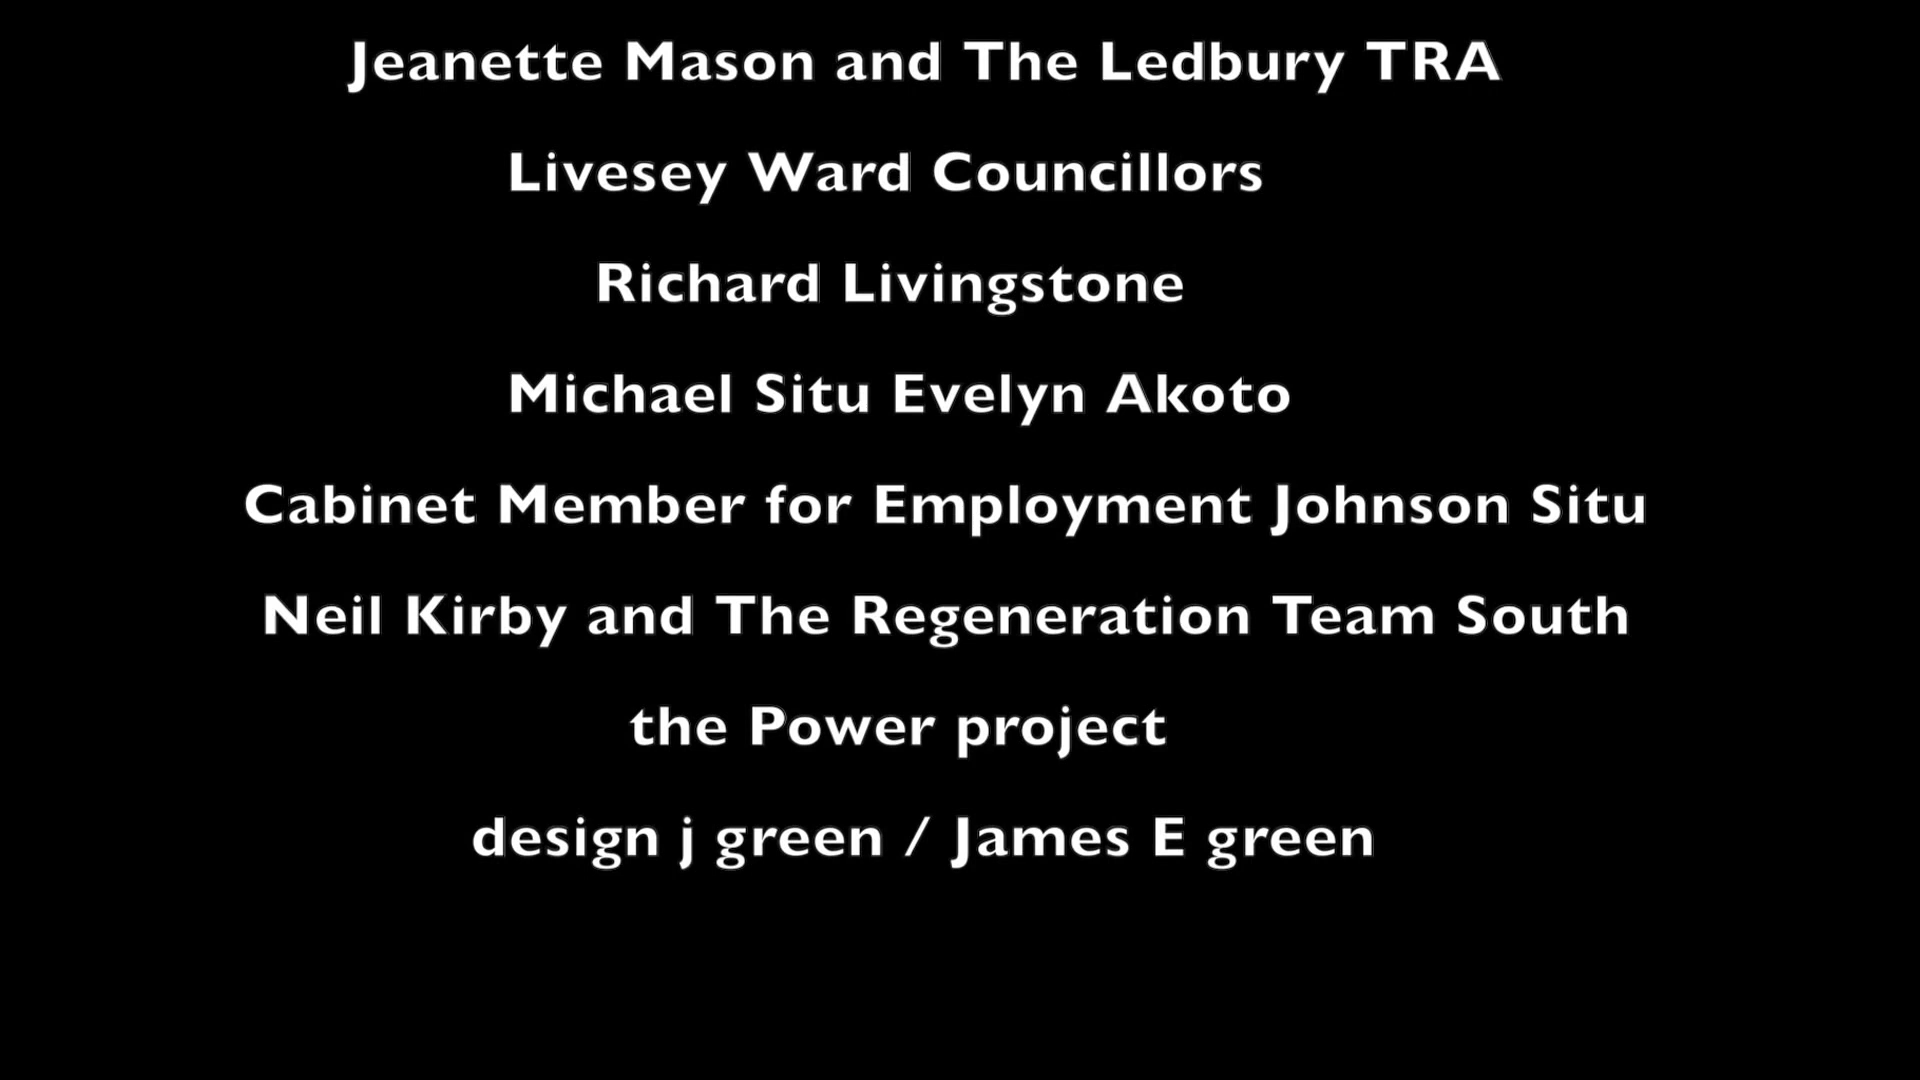 Jeanette Mason and The Ledbury TRA
Livesey Ward Councillors
Richard Livingstone
Michael Situ Evelyn Akoto
Cabinet Member for Employment Johnson Situ
Neil Kirby and The Regeneration Team South
the Power project
design j green / James E green